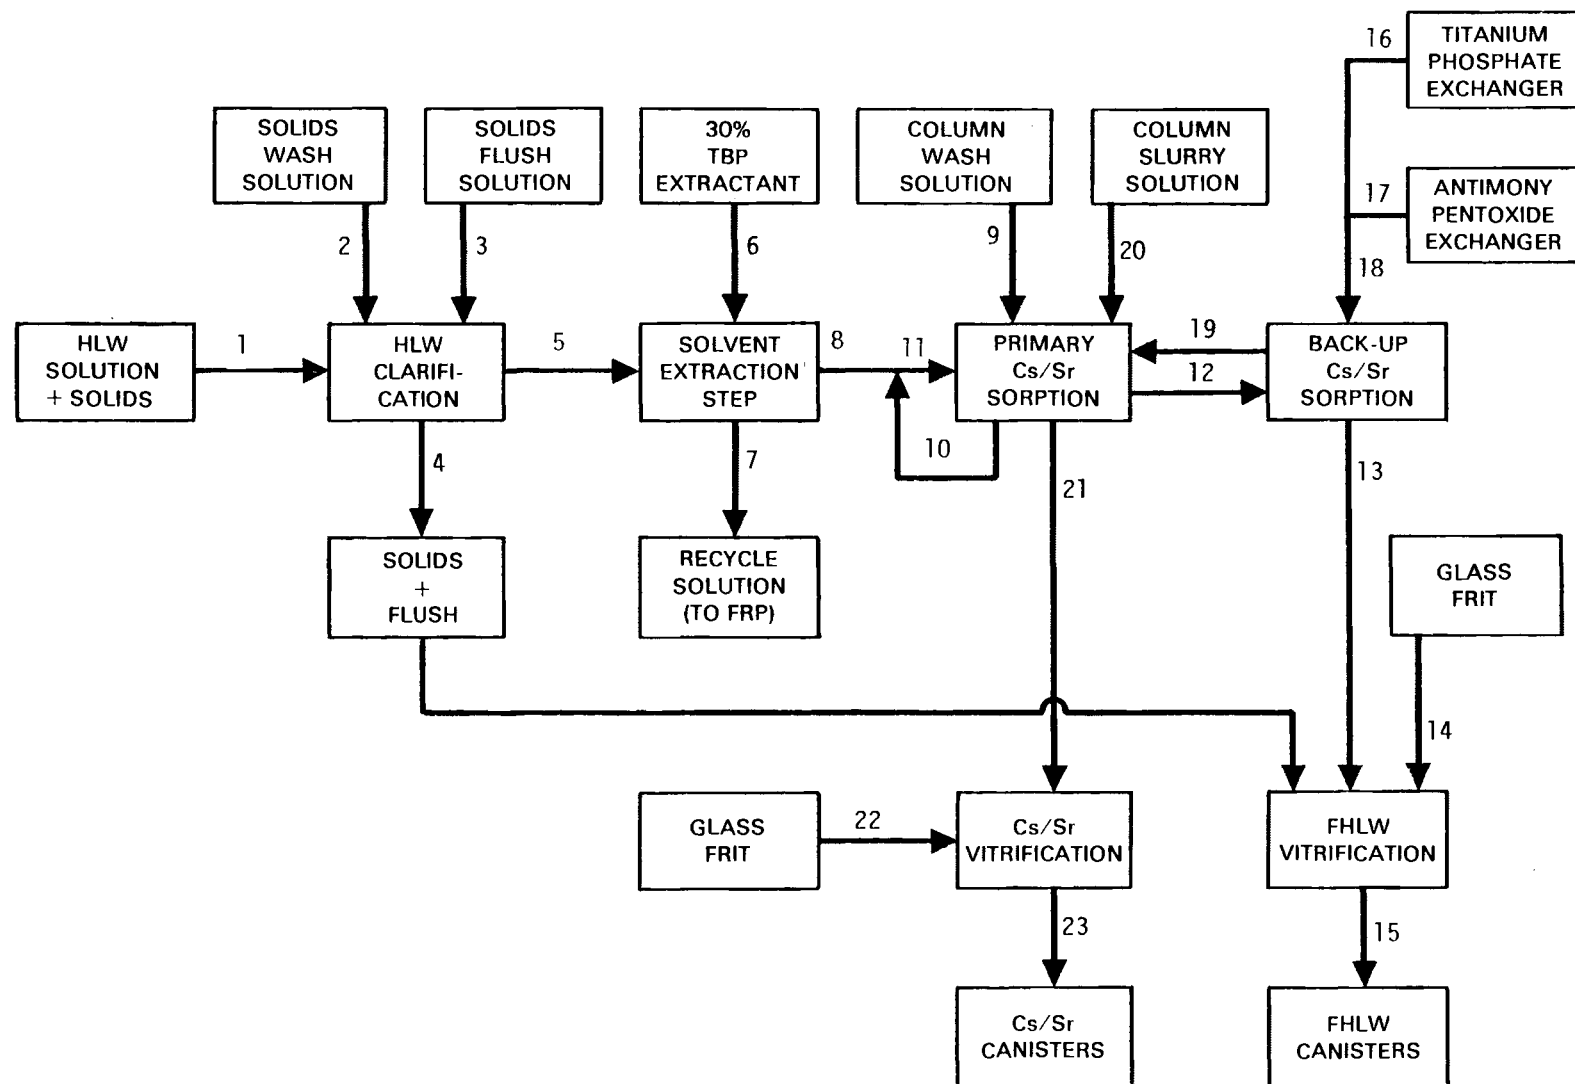 16
TITANIUM
PHOSPHATE
EXCHANGER
SOLIDS
WASH
SOLUTION
SOLIDS
FLUSH
SOLUTION
30%
TBP
EXTRACTANT
COLUMN
WASH
SOLUTION
COLUMN
SLURRY
SOLUTION
17
ANTIMONY
PENTOXIDE
EXCHANGER
2
3
6
9
20
18
HLW
SOLUTION
+ SOLIDS
1
HLW
CLARIFI-
CATION
5
SOLVENT
EXTRACTION
STEP
8
11
PRIMARY
Cs/Sr
SORPTION
19
12
BACK-UP
Cs/Sr
SORPTION
4
7
10
21
13
SOLIDS
+
FLUSH
RECYCLE
SOLUTION
(TO FRP)
GLASS
FRIT
14
GLASS
FRIT
22
Cs/Sr
VITRIFICATION
FHLW
VITRIFICATION
23
15
Cs/Sr
CANISTERS
FHLW
CANISTERS